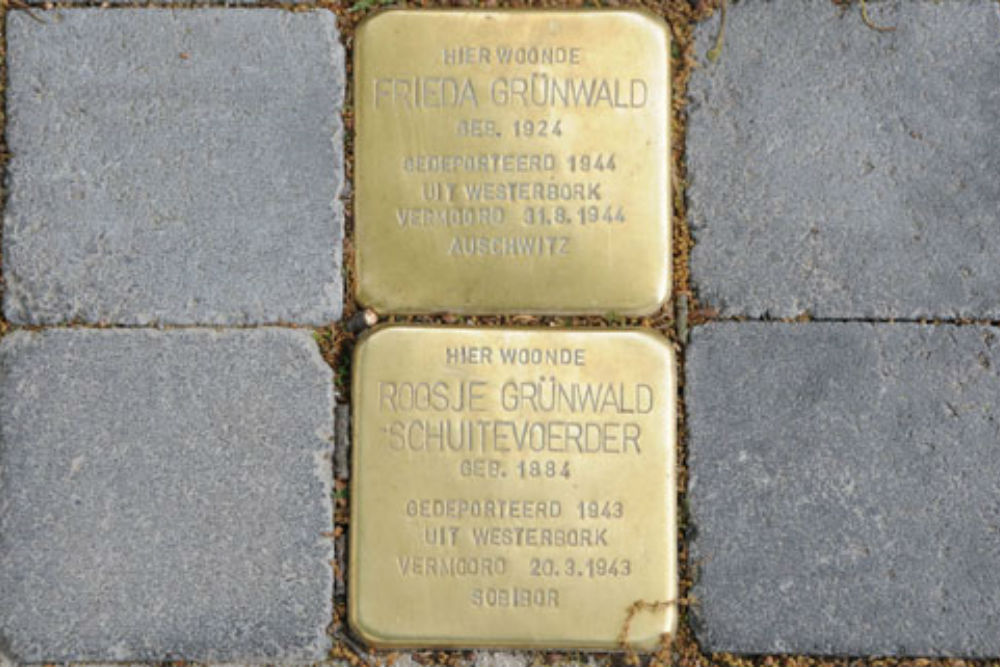 HIER WOONDE
FRIEDA GRÜNWALD
GEB. 1924
GEDEPORTEERD 1944
UIT WESTERBORK
VERMOORD 31.8.1944
AUSCHWITZ
HIER WOONDE
ROOSJE GRÜNWALD
-SCHUITEVOERDER
GEB. 1884
GEDEPORTEERD 1943
UIT WESTERBORK
VERMOORD 20.3.1943
SOBIBOR